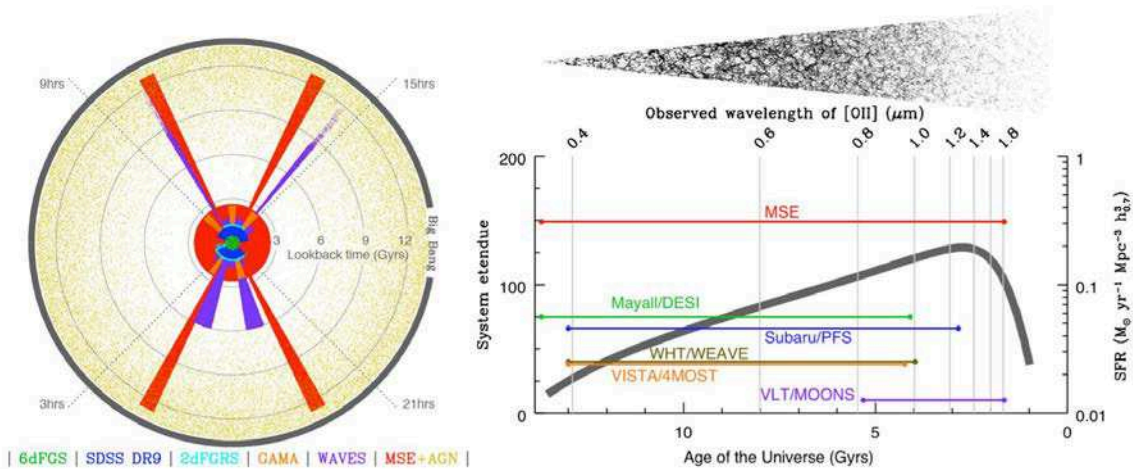 9hrs
15hrs
3 6 9 12
Lookback time (Gyrs)
Big Bang
3hrs
21hrs
| 6dFGS | SDSS DR9 | 2dFGRS | GAMA | WAVES | MSE+AGN |
Observed wavelength of [OII] (μm)
0.4 0.6 0.8 1.0 1.2 1.4 1.8
200
150
100
50
0
System etendue
MSE
Mayall/DESI
Subaru/PFS
WHT/WEAVE
VISTA/4MOST
VLT/MOONS
1
0.1
0.01
SFR (M⊙ yr⁻¹ Mpc⁻³ h³₀.₇)
10 5 0
Age of the Universe (Gyrs)